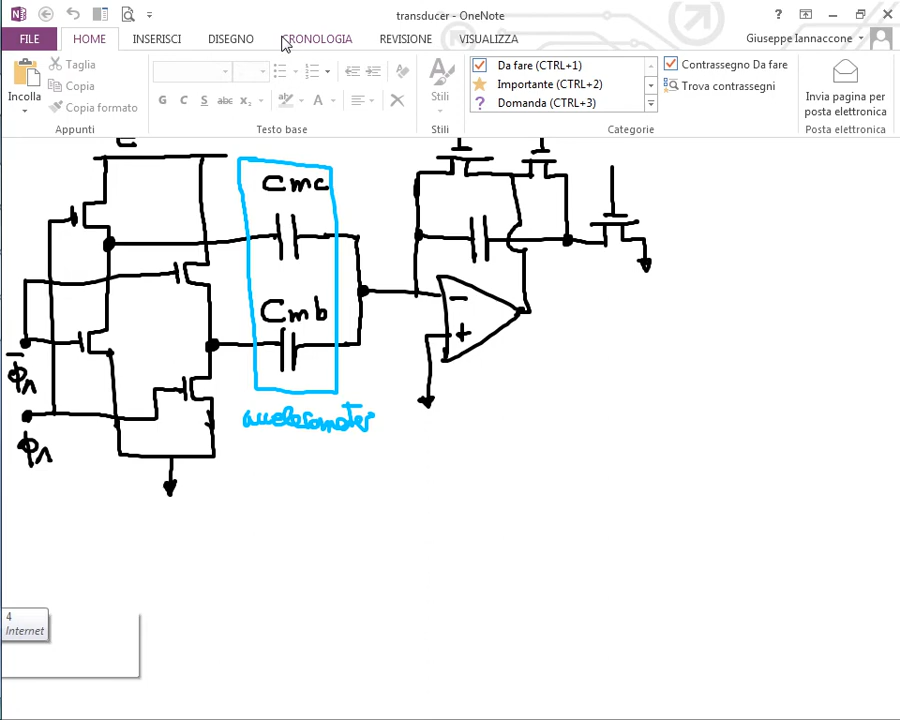 transducer - OneNote
FILE HOME INSERISCI DISEGNO CRONOLOGIA REVISIONE VISUALIZZA
Giuseppe Iannaccone
Incolla
Taglia
Copia
Copia formato
Appunti
G C S abc x₂ A
Testo base
Stili
Stili
Da fare (CTRL+1)
Importante (CTRL+2)
Domanda (CTRL+3)
Contrassegno Da fare
Trova contrassegni
Categorie
Invia pagina per
posta elettronica
Posta elettronica
Cmc
Cmb
accelerometer
−
+
4
Internet